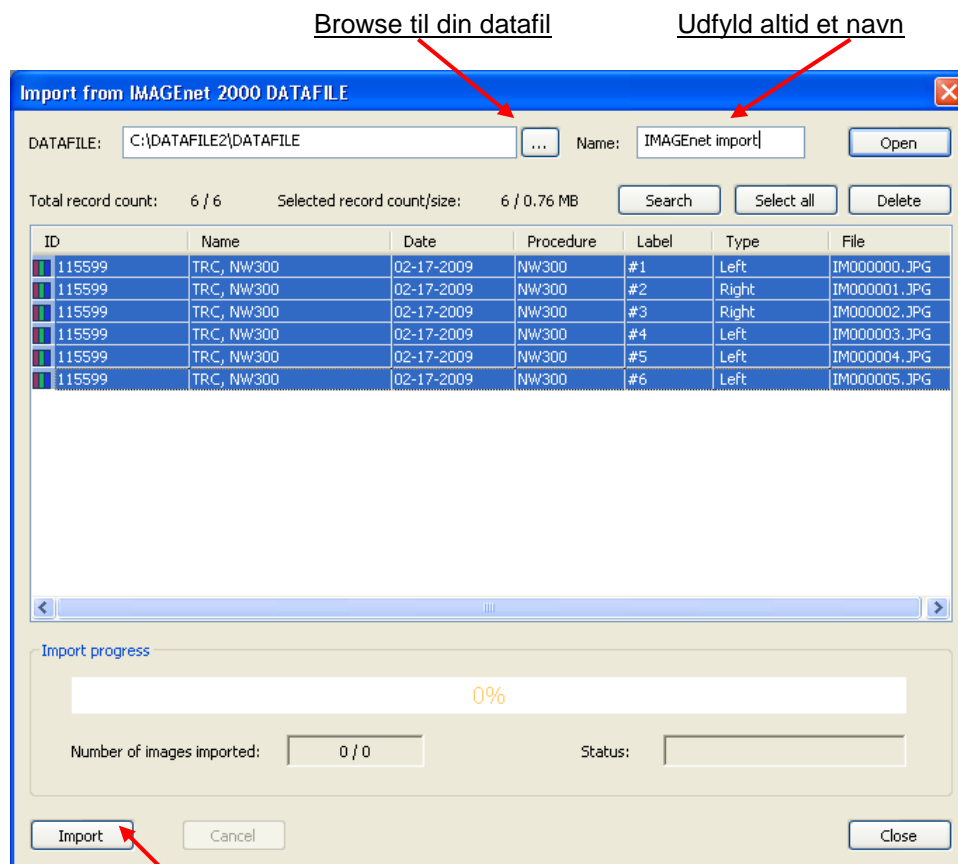 Browse til din datafil Udfyld altid et navn
Import from IMAGEnet 2000 DATAFILE
DATAFILE: C:\DATAFILE2\DATAFILE ... Name: IMAGEnet import Open
Total record count: 6 / 6 Selected record count/size: 6 / 0.76 MB Search Select all Delete
ID Name Date Procedure Label Type File
115599 TRC, NW300 02-17-2009 NW300 #1 Left IM000000.JPG
115599 TRC, NW300 02-17-2009 NW300 #2 Right IM000001.JPG
115599 TRC, NW300 02-17-2009 NW300 #3 Right IM000002.JPG
115599 TRC, NW300 02-17-2009 NW300 #4 Left IM000003.JPG
115599 TRC, NW300 02-17-2009 NW300 #5 Left IM000004.JPG
115599 TRC, NW300 02-17-2009 NW300 #6 Left IM000005.JPG
Import progress
0%
Number of images imported: 0 / 0 Status:
Import Cancel Close